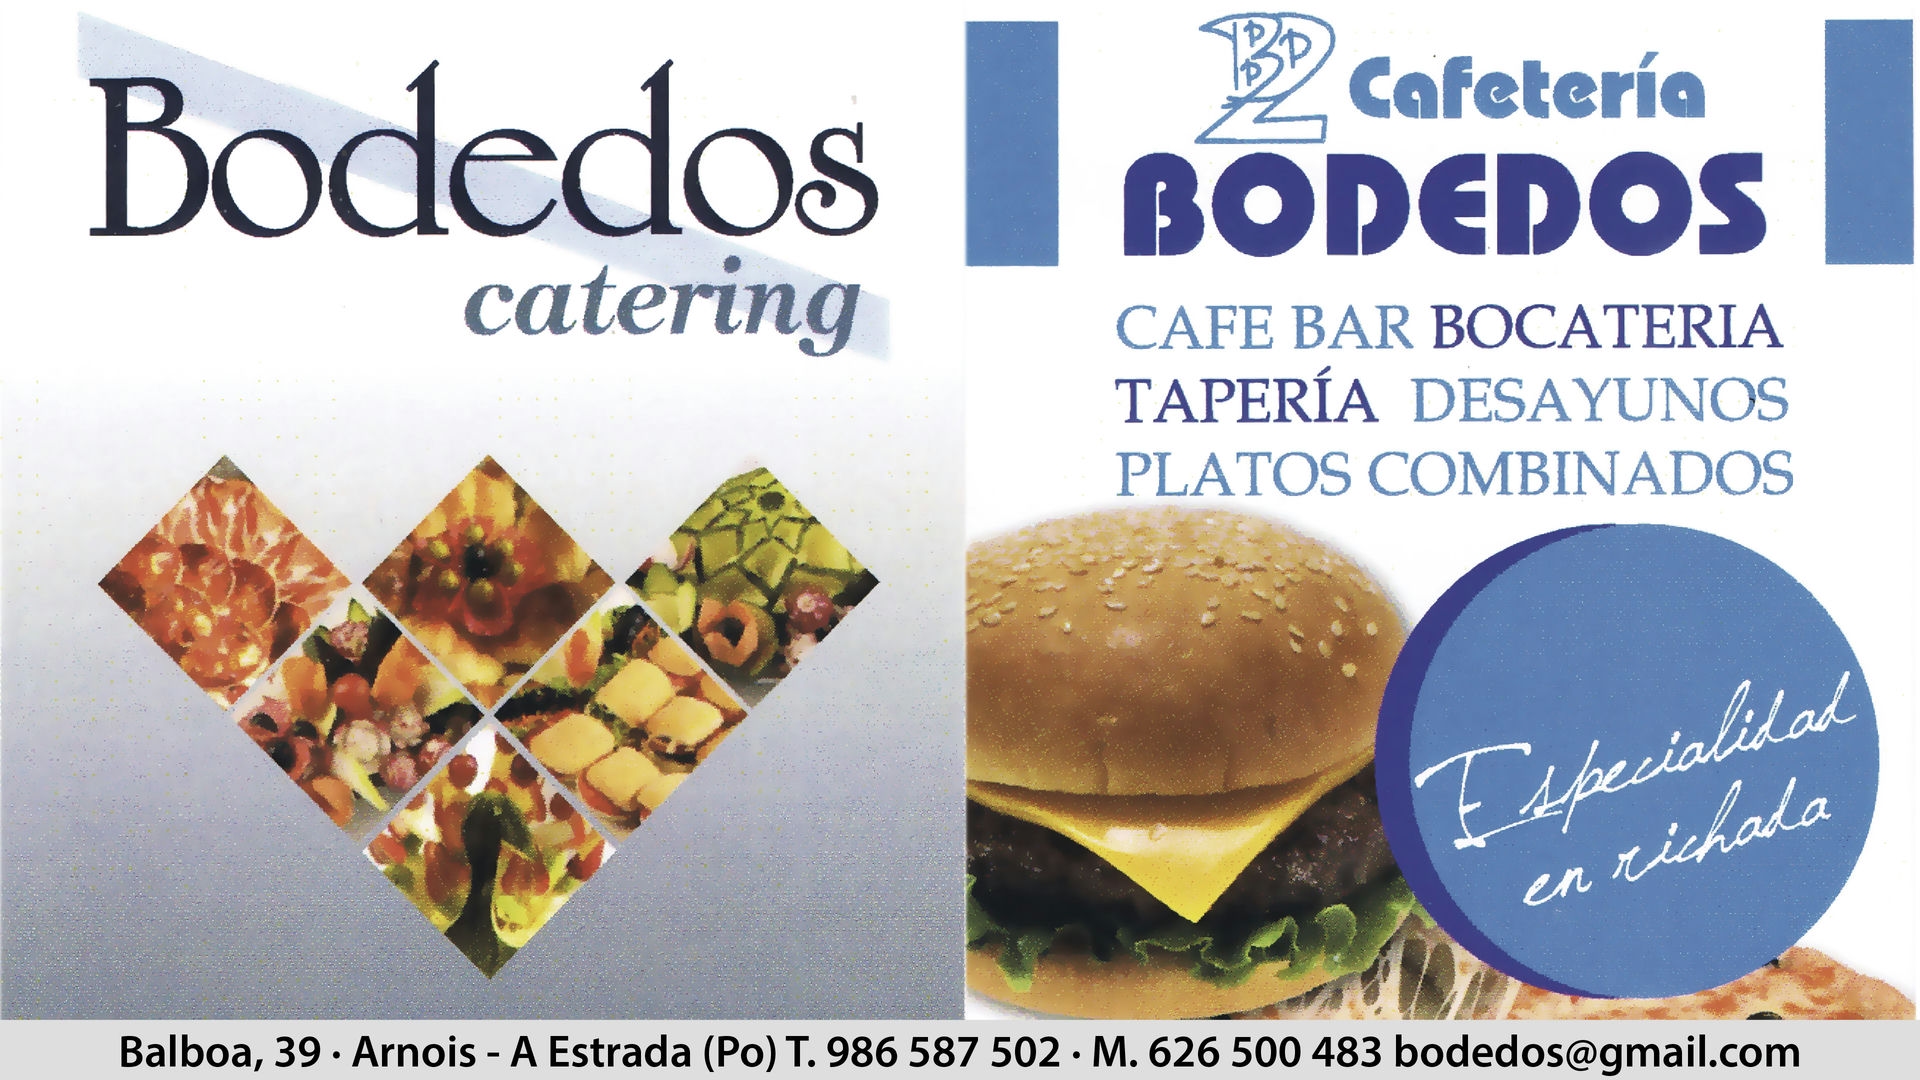 Bodedos
catering
B2
Cafetería
BODEDOS
CAFE BAR BOCATERIA
TAPERÍA DESAYUNOS
PLATOS COMBINADOS
Especialidad
en richada
Balboa, 39 · Arnois - A Estrada (Po) T. 986 587 502 · M. 626 500 483 bodedos@gmail.com